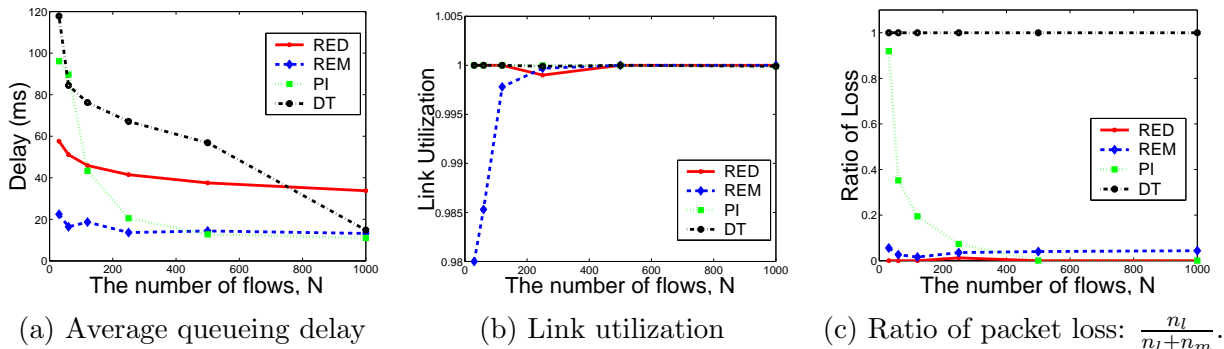 120
100
80
60
40
20
0
0 200 400 600 800 1000
Delay (ms)
The number of flows, N
RED
REM
PI
DT
(a) Average queueing delay
1.005
1
0.995
0.99
0.985
0.98
0 200 400 600 800 1000
Link Utilization
The number of flows, N
RED
REM
PI
DT
(b) Link utilization
1
0.8
0.6
0.4
0.2
0
0 200 400 600 800 1000
Ratio of Loss
The number of flows, N
RED
REM
PI
DT
(c) Ratio of packet loss: n_l/(n_l+n_m).